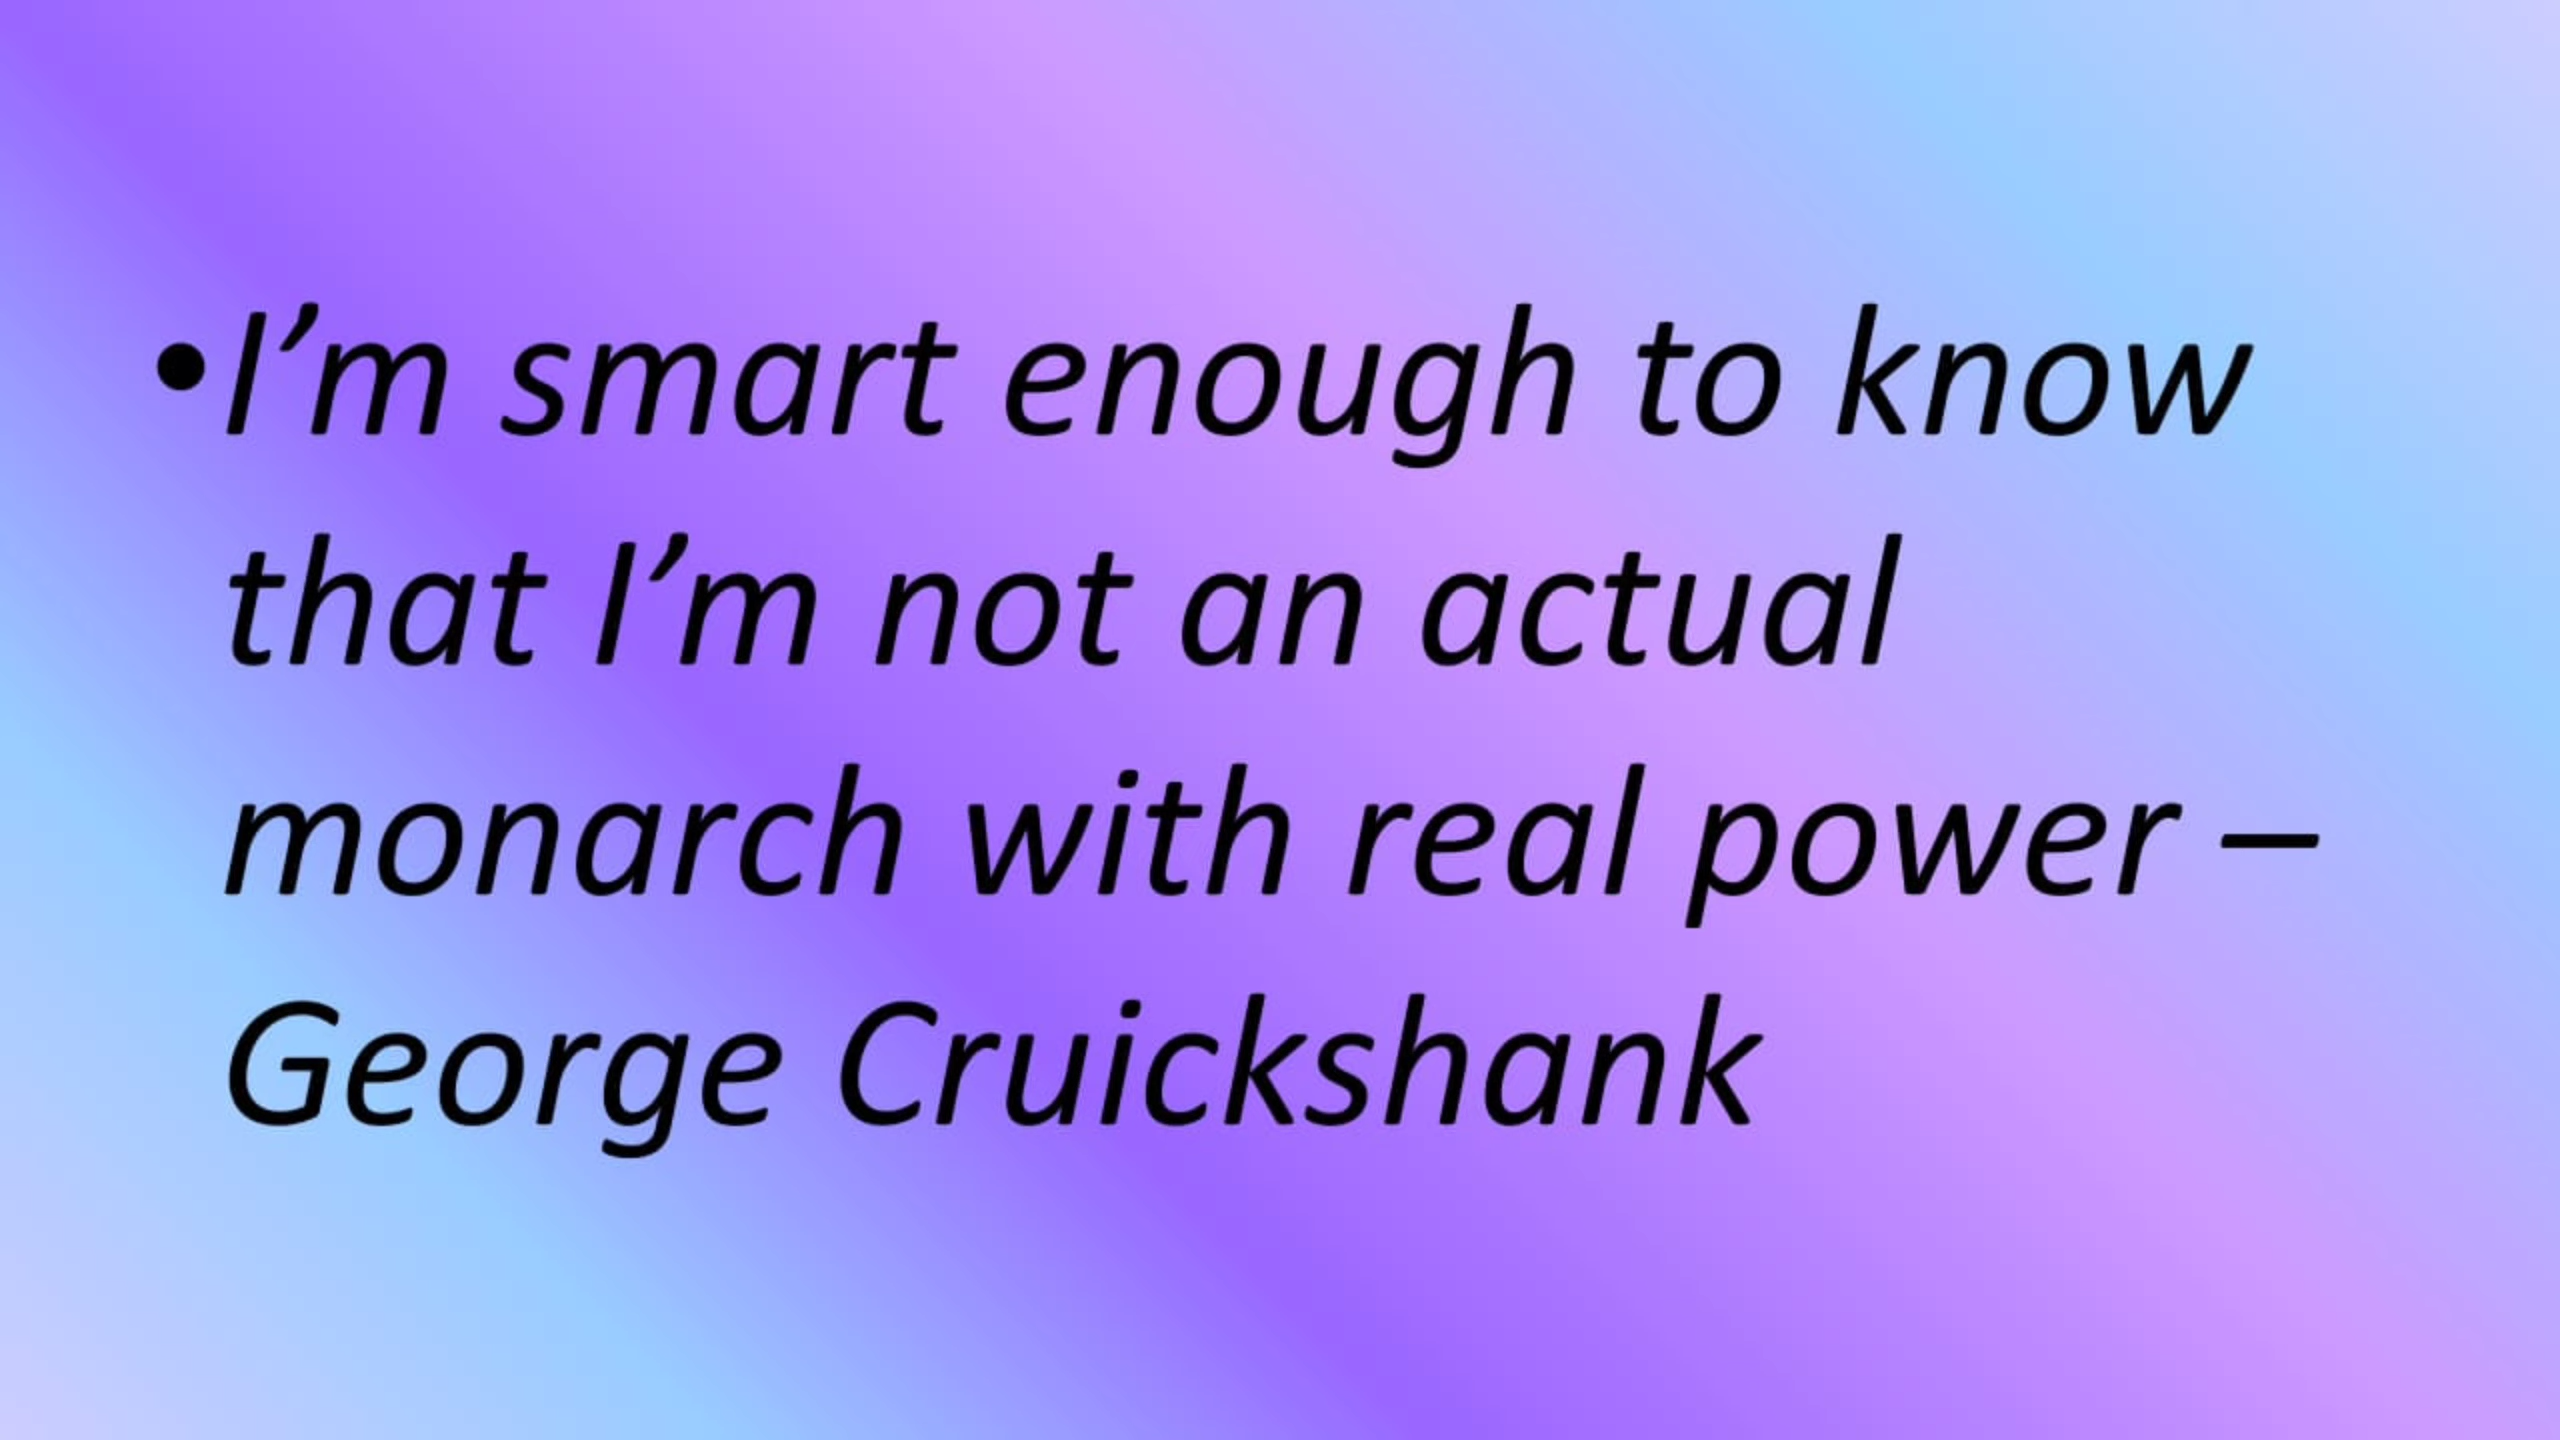 •I’m smart enough to know
that I’m not an actual
monarch with real power –
George Cruickshank